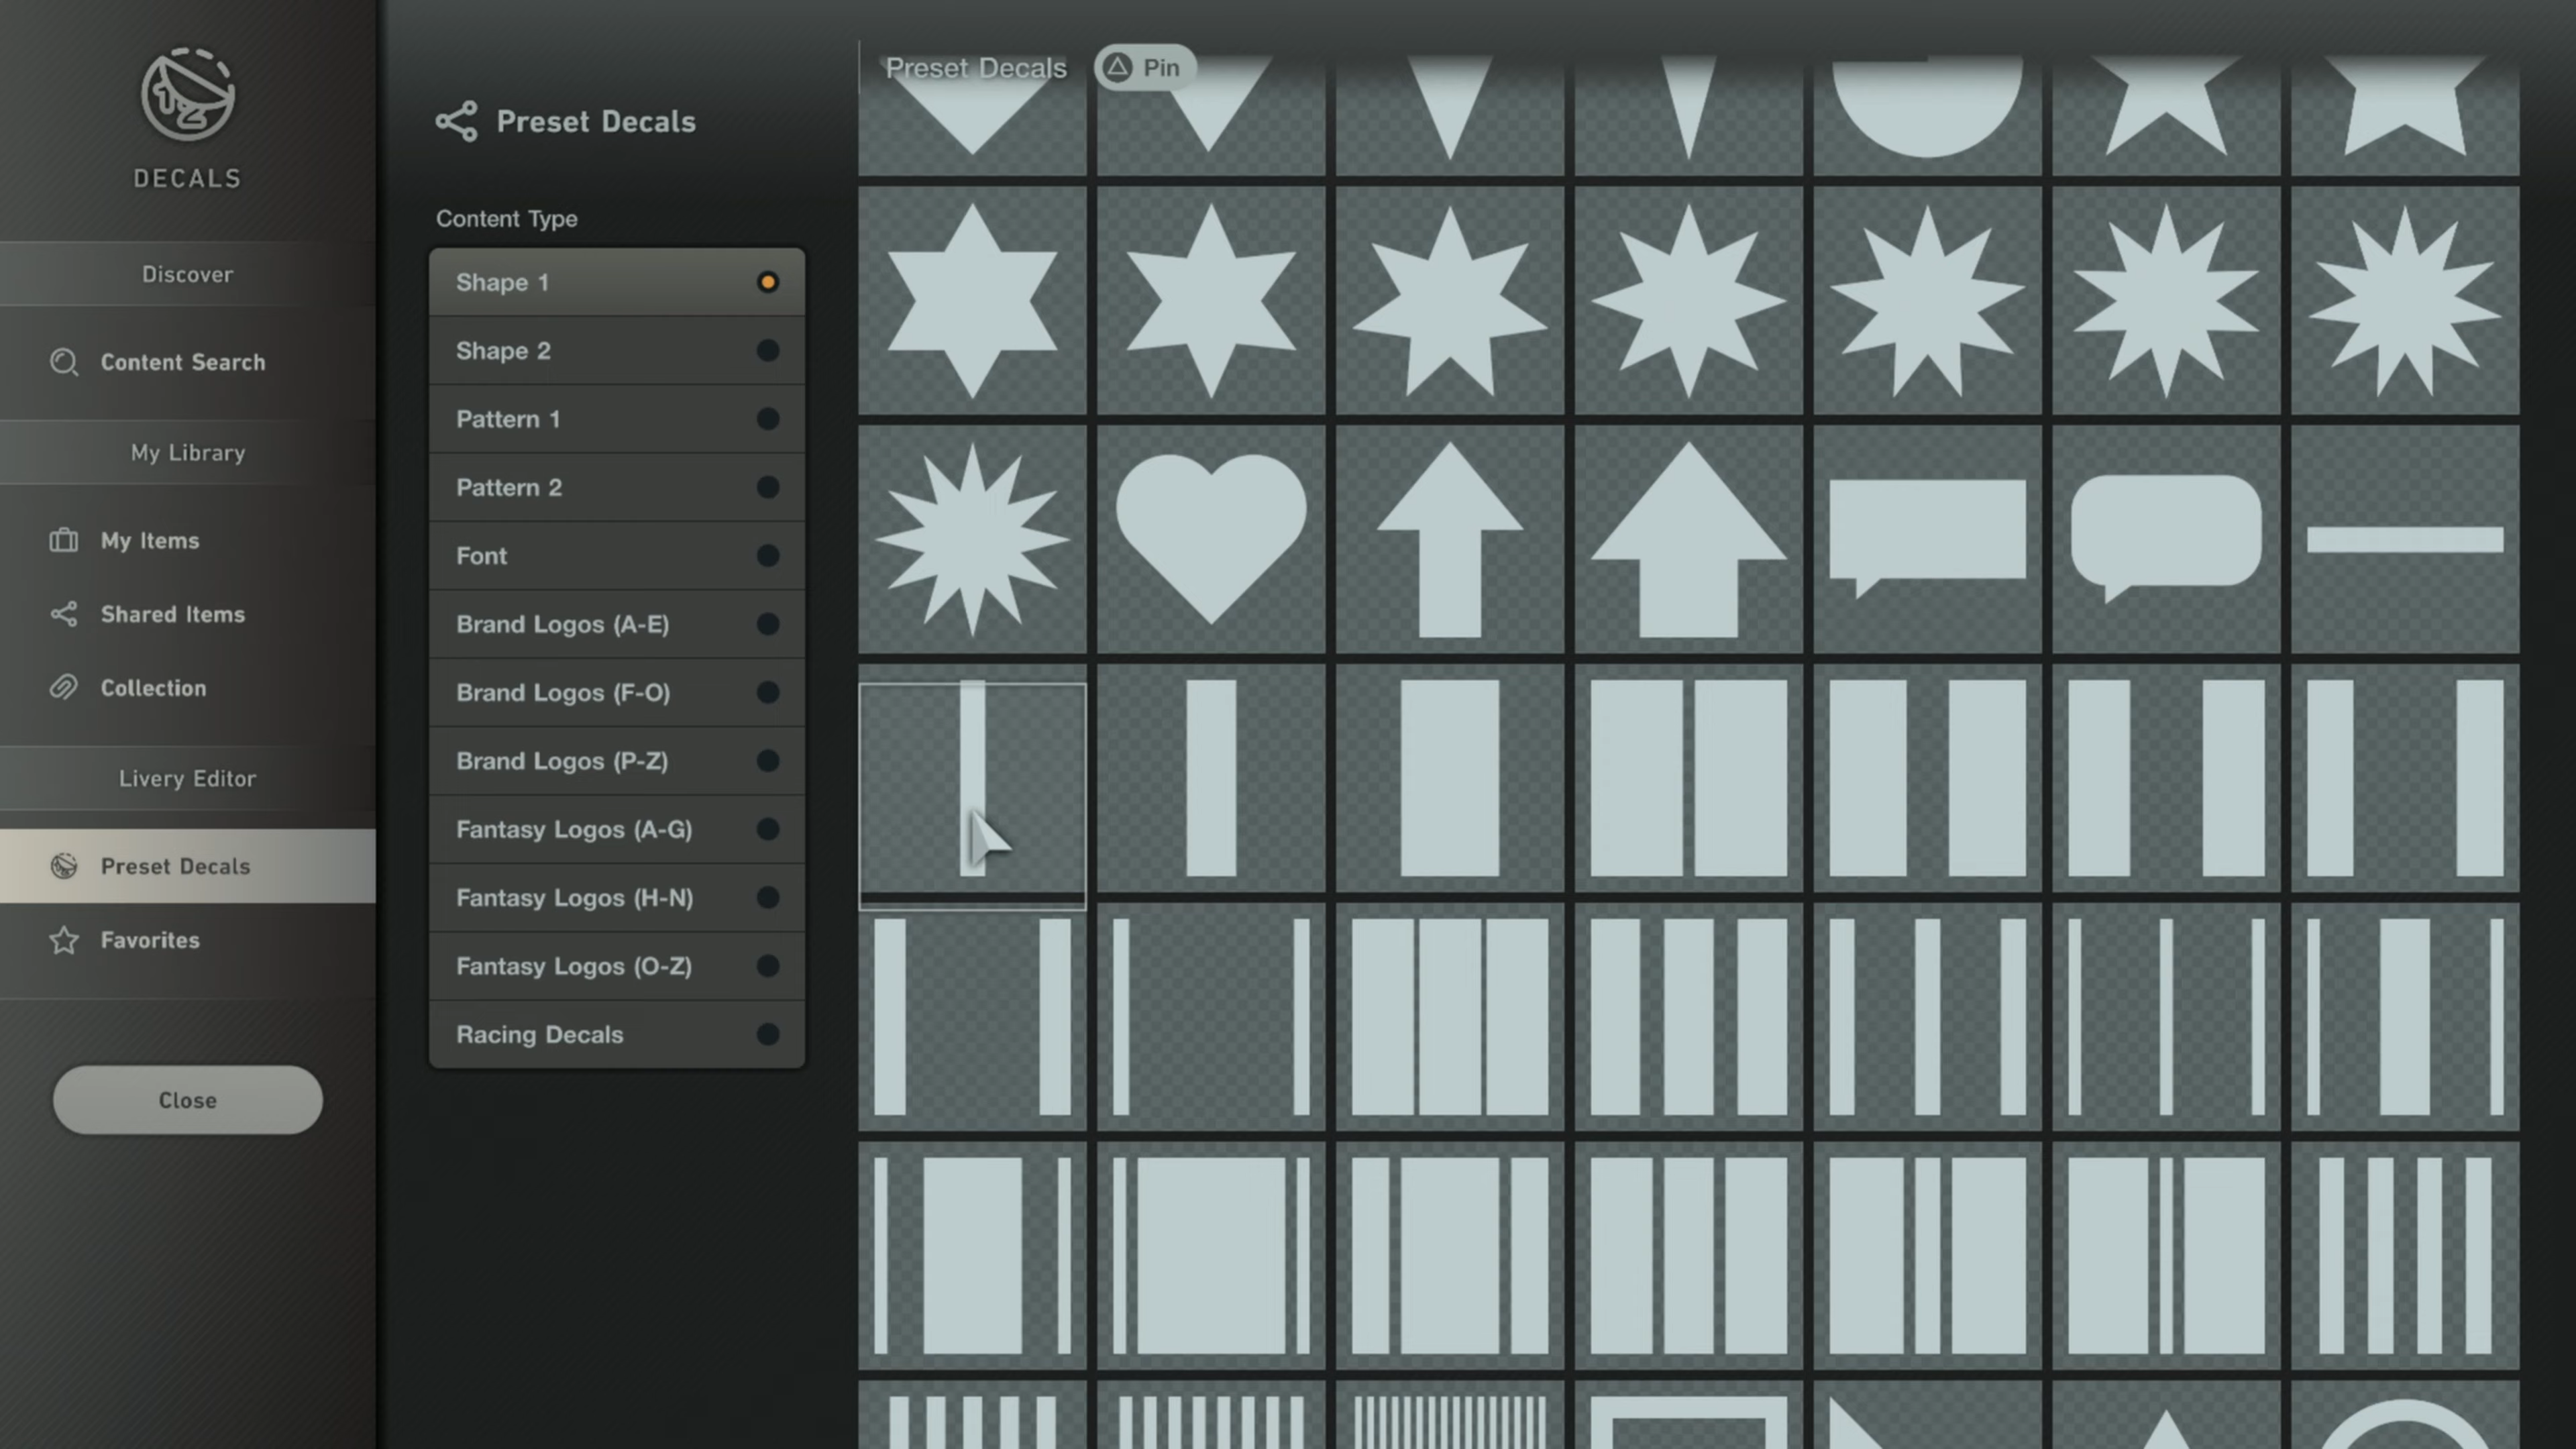 DECALS
Discover
Content Search
My Library
My Items
Shared Items
Collection
Livery Editor
Preset Decals
Favorites
Close
Preset Decals
Content Type
Shape 1
Shape 2
Pattern 1
Pattern 2
Font
Brand Logos (A-E)
Brand Logos (F-O)
Brand Logos (P-Z)
Fantasy Logos (A-G)
Fantasy Logos (H-N)
Fantasy Logos (O-Z)
Racing Decals
Preset Decals Pin